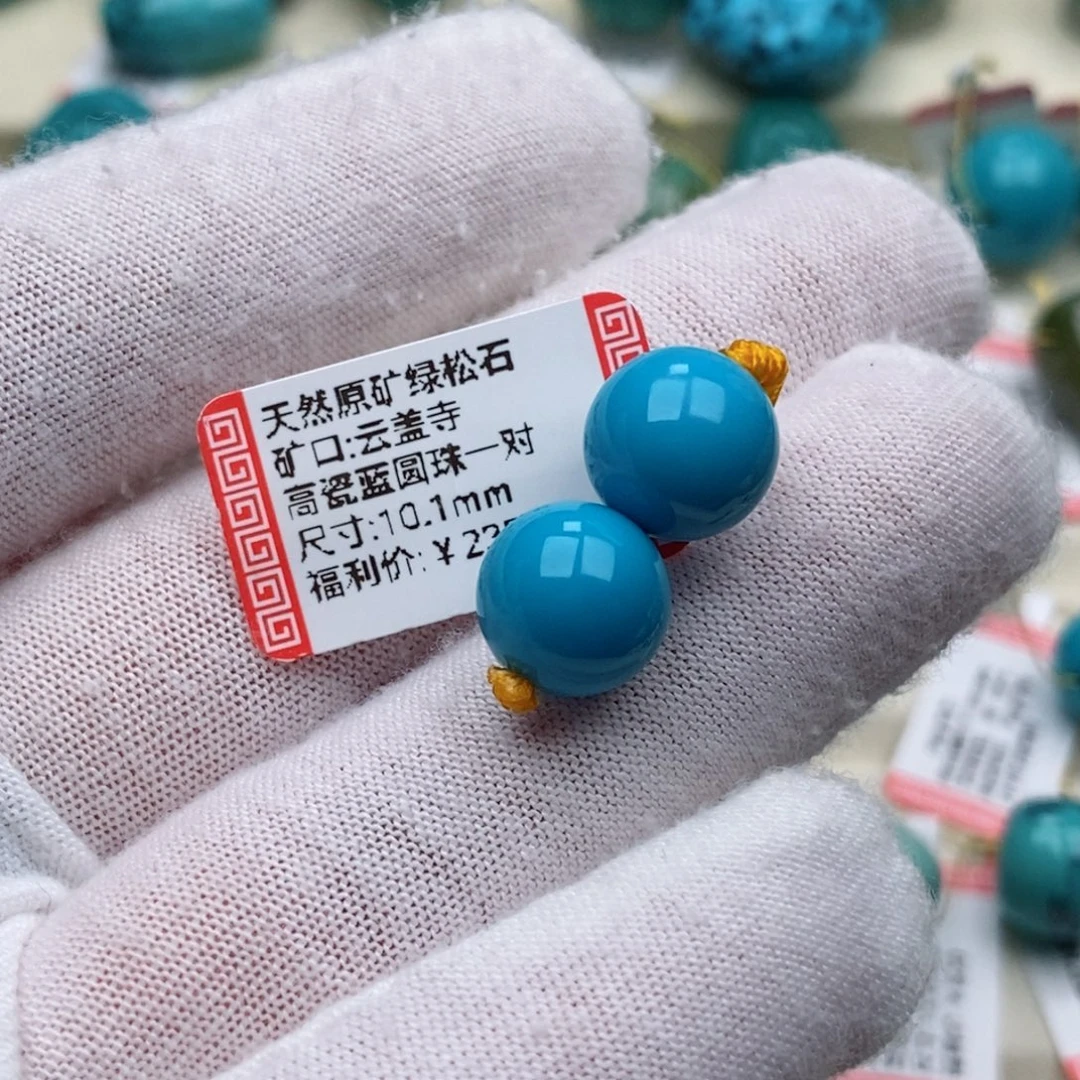 天然原矿绿松石
矿口:云盖寺
高瓷蓝圆珠一对
尺寸:10.1mm
福利价:￥23